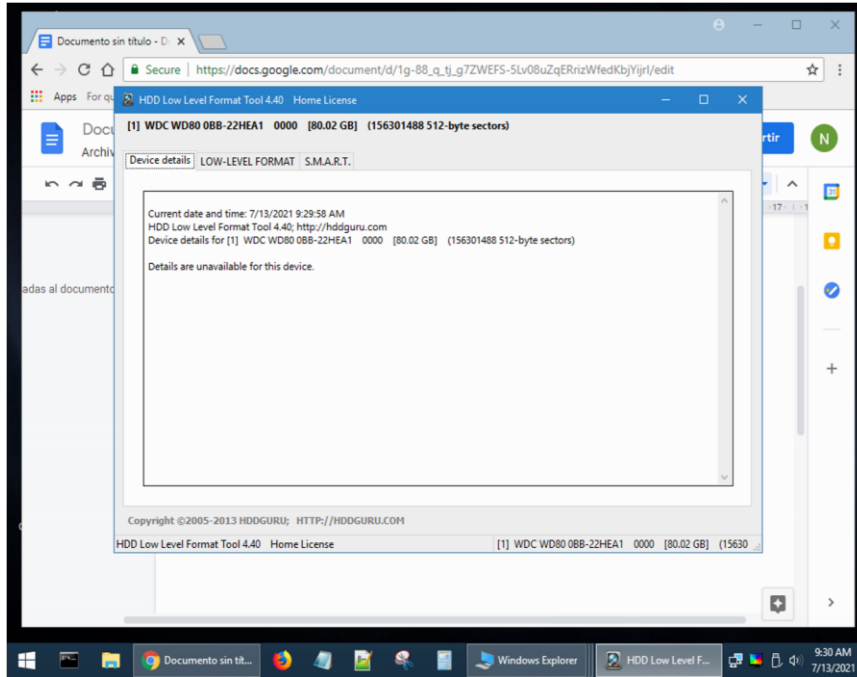 Documento sin título - D
Secure | https://docs.google.com/document/d/1g-88_q_tj_g7ZWEFS-5Lv08uZqERrizWfedKbjYijrl/edit
Apps For qu
HDD Low Level Format Tool 4.40 Home License
[1] WDC WD80 0BB-22HEA1 0000 [80.02 GB] (156301488 512-byte sectors)
Docu
rtir
N
Archiv
Device details LOW-LEVEL FORMAT S.M.A.R.T.
17
31
Current date and time: 7/13/2021 9:29:58 AM
HDD Low Level Format Tool 4.40; http://hddguru.com
Device details for [1] WDC WD80 0BB-22HEA1 0000 [80.02 GB] (156301488 512-byte sectors)
Details are unavailable for this device.
adas al documento
Copyright ©2005-2013 HDDGURU; HTTP://HDDGURU.COM
HDD Low Level Format Tool 4.40 Home License [1] WDC WD80 0BB-22HEA1 0000 [80.02 GB] (15630
Documento sin tít... Windows Explorer HDD Low Level F...
9:30 AM
7/13/2021